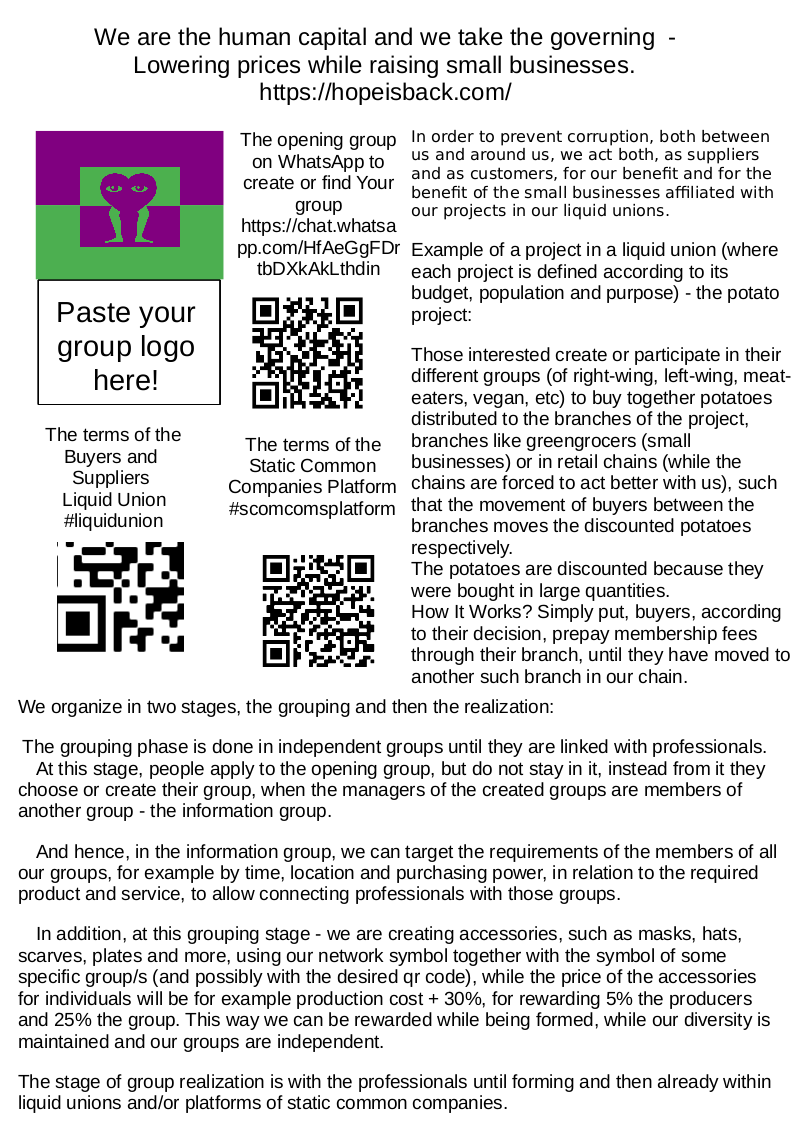 We are the human capital and we take the governing  -
Lowering prices while raising small businesses.
https://hopeisback.com/
Paste your
group logo
here!
The terms of the
Buyers and
Suppliers
Liquid Union
#liquidunion
The opening group
on WhatsApp to
create or find Your
group
https://chat.whatsa
pp.com/HfAeGgFDr
tbDXkAkLthdin
The terms of the
Static Common
Companies Platform
#scomcomsplatform
In order to prevent corruption, both between
us and around us, we act both, as suppliers
and as customers, for our benefit and for the
benefit of the small businesses affiliated with
our projects in our liquid unions.
Example of a project in a liquid union (where
each project is defined according to its
budget, population and purpose) - the potato
project:
Those interested create or participate in their
different groups (of right-wing, left-wing, meat-
eaters, vegan, etc) to buy together potatoes
distributed to the branches of the project,
branches like greengrocers (small
businesses) or in retail chains (while the
chains are forced to act better with us), such
that the movement of buyers between the
branches moves the discounted potatoes
respectively.
The potatoes are discounted because they
were bought in large quantities.
How It Works? Simply put, buyers, according
to their decision, prepay membership fees
through their branch, until they have moved to
another such branch in our chain.
We organize in two stages, the grouping and then the realization:
The grouping phase is done in independent groups until they are linked with professionals.
At this stage, people apply to the opening group, but do not stay in it, instead from it they
choose or create their group, when the managers of the created groups are members of
another group - the information group.
And hence, in the information group, we can target the requirements of the members of all
our groups, for example by time, location and purchasing power, in relation to the required
product and service, to allow connecting professionals with those groups.
In addition, at this grouping stage - we are creating accessories, such as masks, hats,
scarves, plates and more, using our network symbol together with the symbol of some
specific group/s (and possibly with the desired qr code), while the price of the accessories
for individuals will be for example production cost + 30%, for rewarding 5% the producers
and 25% the group. This way we can be rewarded while being formed, while our diversity is
maintained and our groups are independent.
The stage of group realization is with the professionals until forming and then already within
liquid unions and/or platforms of static common companies.